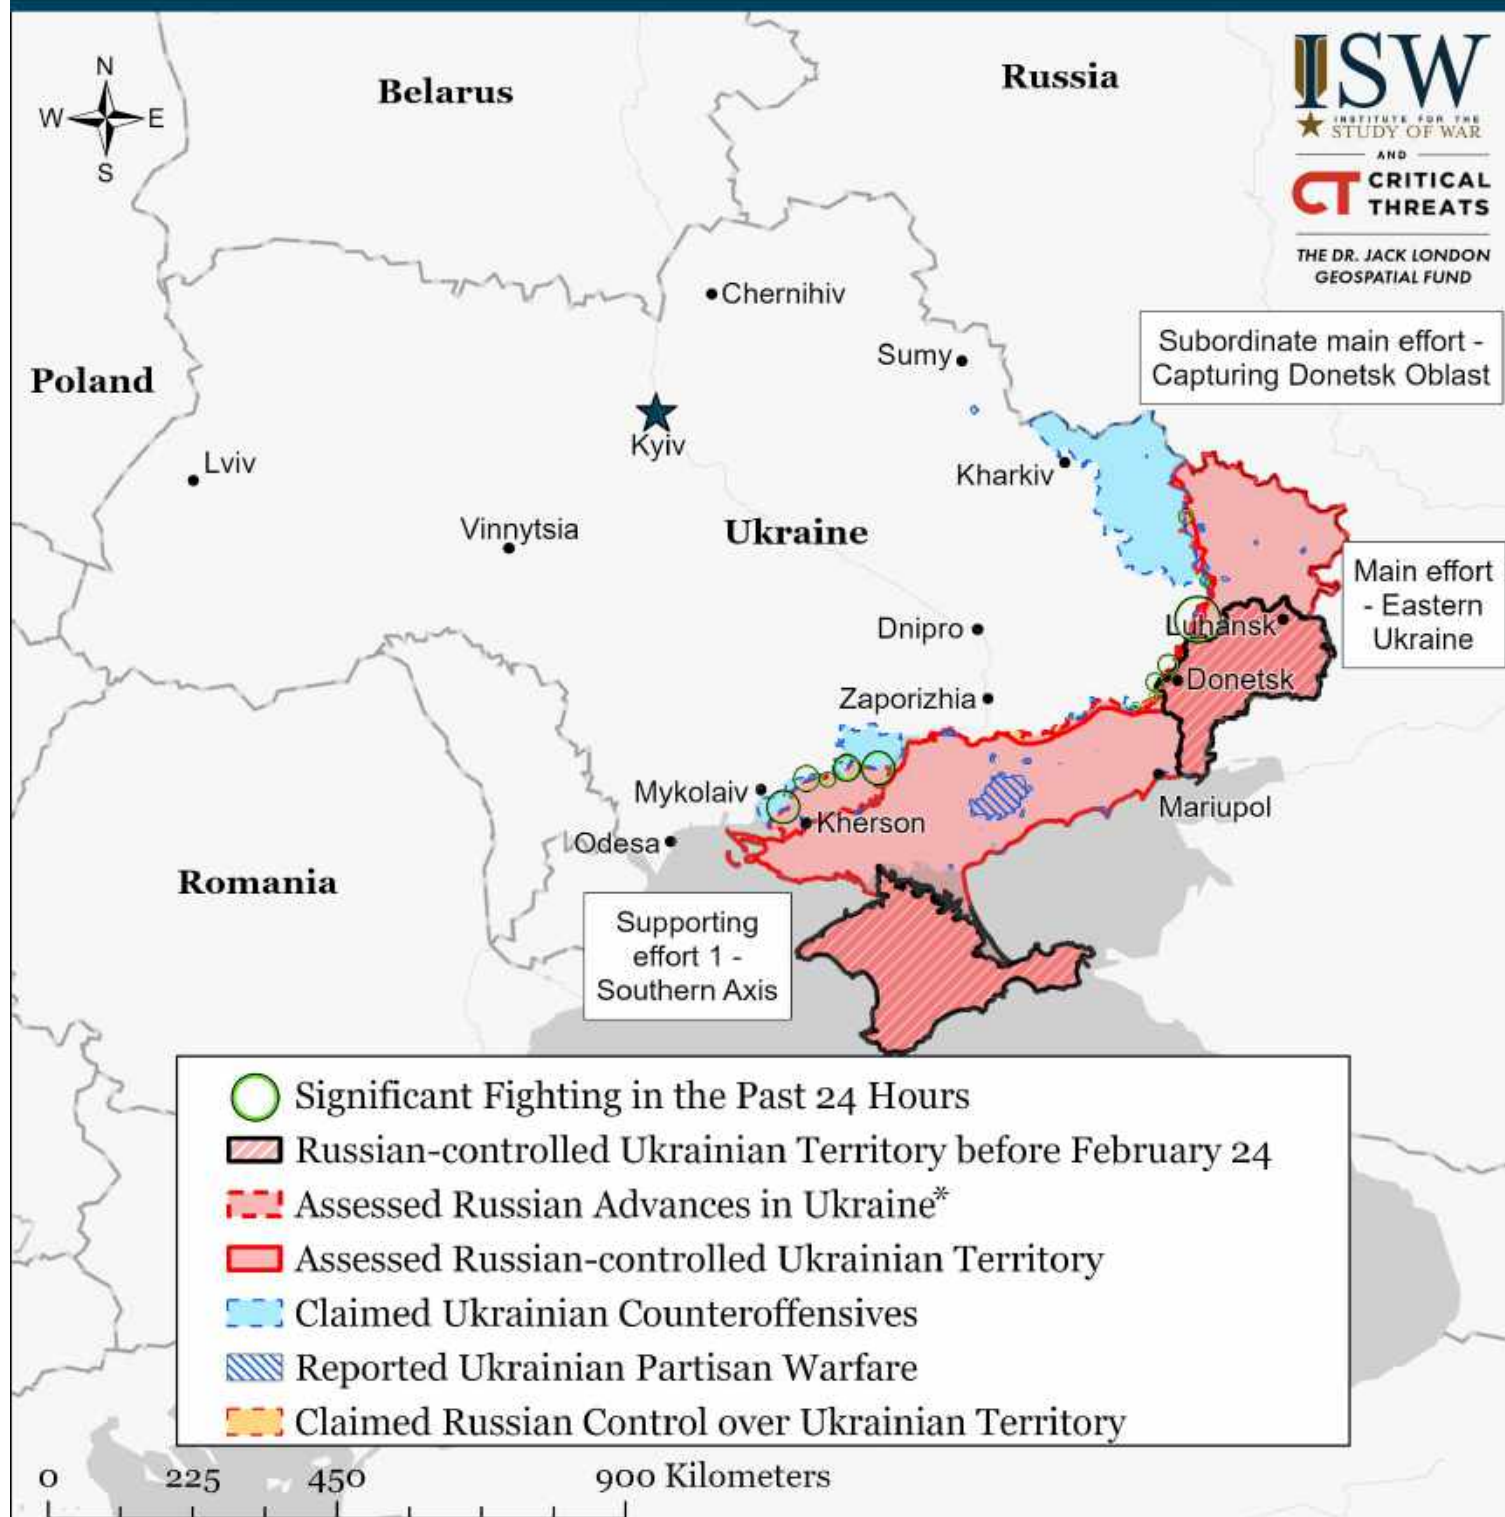 N
W E
S
Belarus
Russia
ISW
INSTITUTE FOR THE
STUDY OF WAR
AND
CT CRITICAL
THREATS
THE DR. JACK LONDON
GEOSPATIAL FUND
Chernihiv
Subordinate main effort -
Capturing Donetsk Oblast
Sumy
Poland
Kyiv
Lviv
Kharkiv
Vinnytsia
Ukraine
Main effort
- Eastern
Ukraine
Dnipro
Luhansk
Donetsk
Zaporizhia
Mykolaiv
Mariupol
Kherson
Odesa
Romania
Supporting
effort 1 -
Southern Axis
Significant Fighting in the Past 24 Hours
Russian-controlled Ukrainian Territory before February 24
Assessed Russian Advances in Ukraine*
Assessed Russian-controlled Ukrainian Territory
Claimed Ukrainian Counteroffensives
Reported Ukrainian Partisan Warfare
Claimed Russian Control over Ukrainian Territory
0 225 450 900 Kilometers